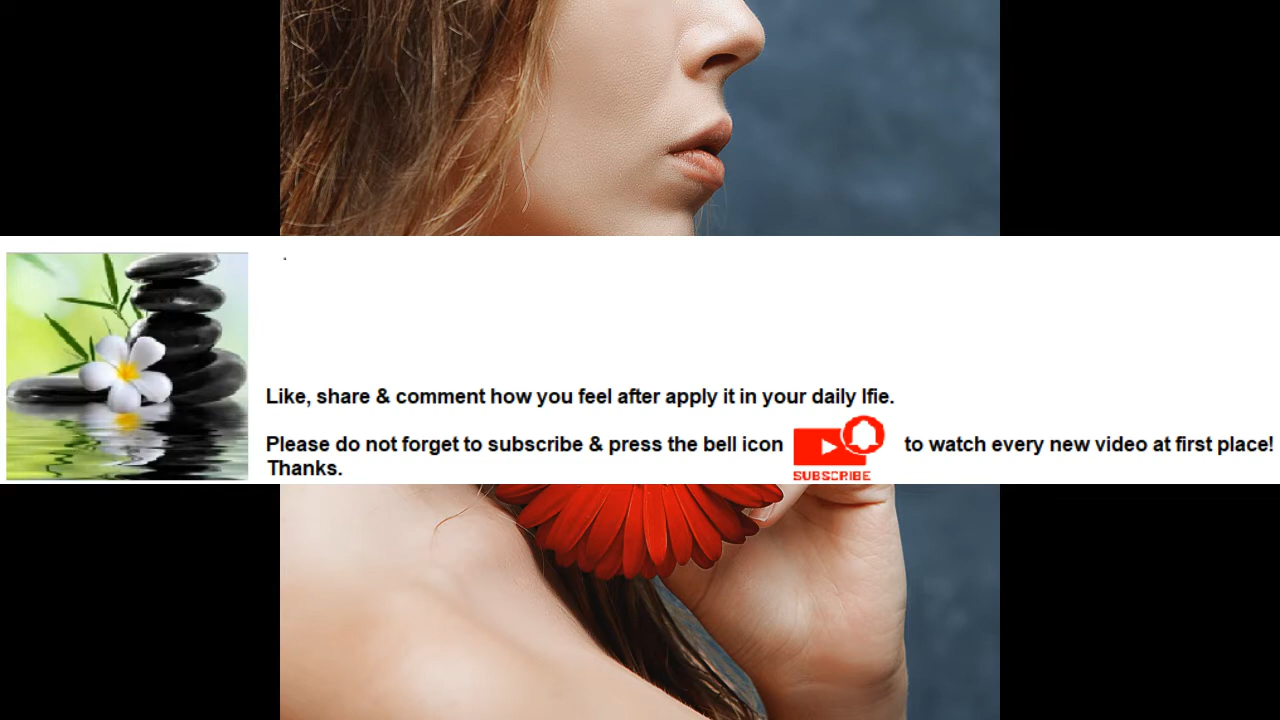 Like, share & comment how you feel after apply it in your daily lfie.
Please do not forget to subscribe & press the bell icon SUBSCRIBE to watch every new video at first place!
Thanks.